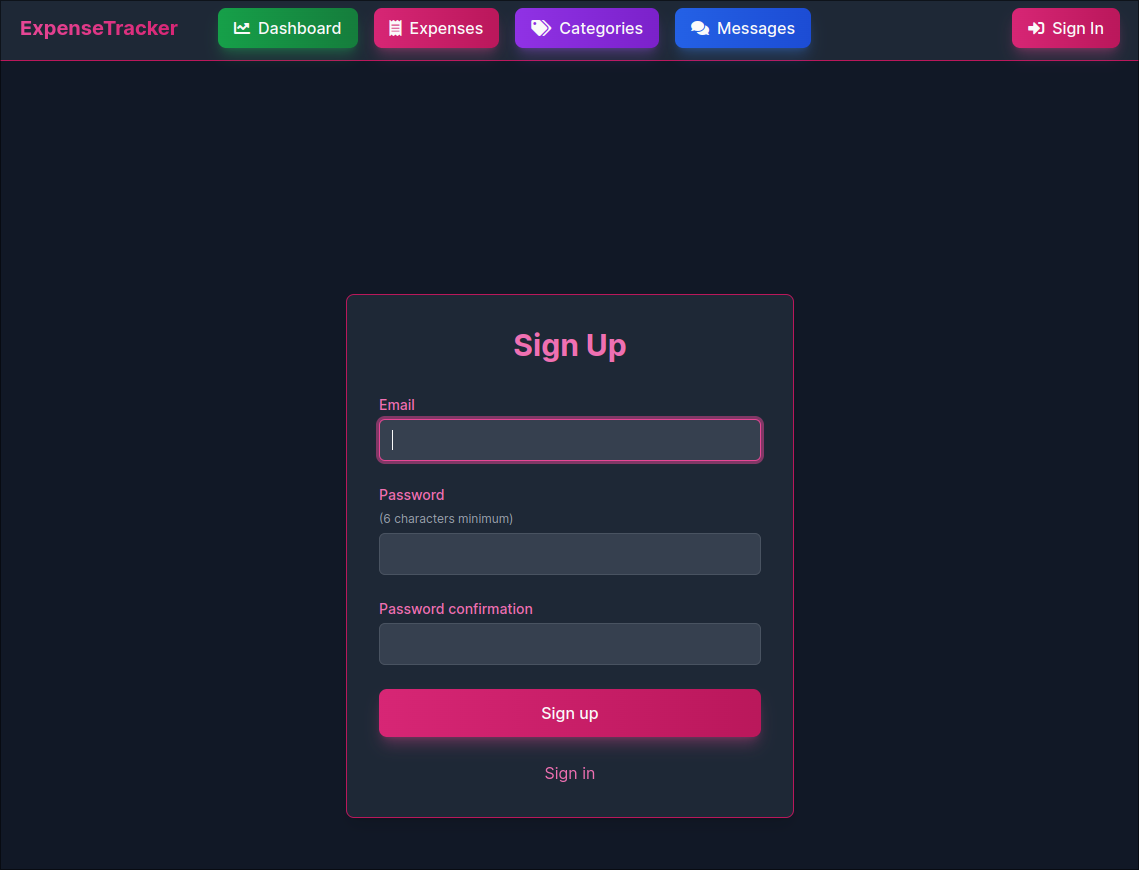 ExpenseTracker Dashboard Expenses Categories Messages Sign In
Sign Up
Email
Password
(6 characters minimum)
Password confirmation
Sign up
Sign in